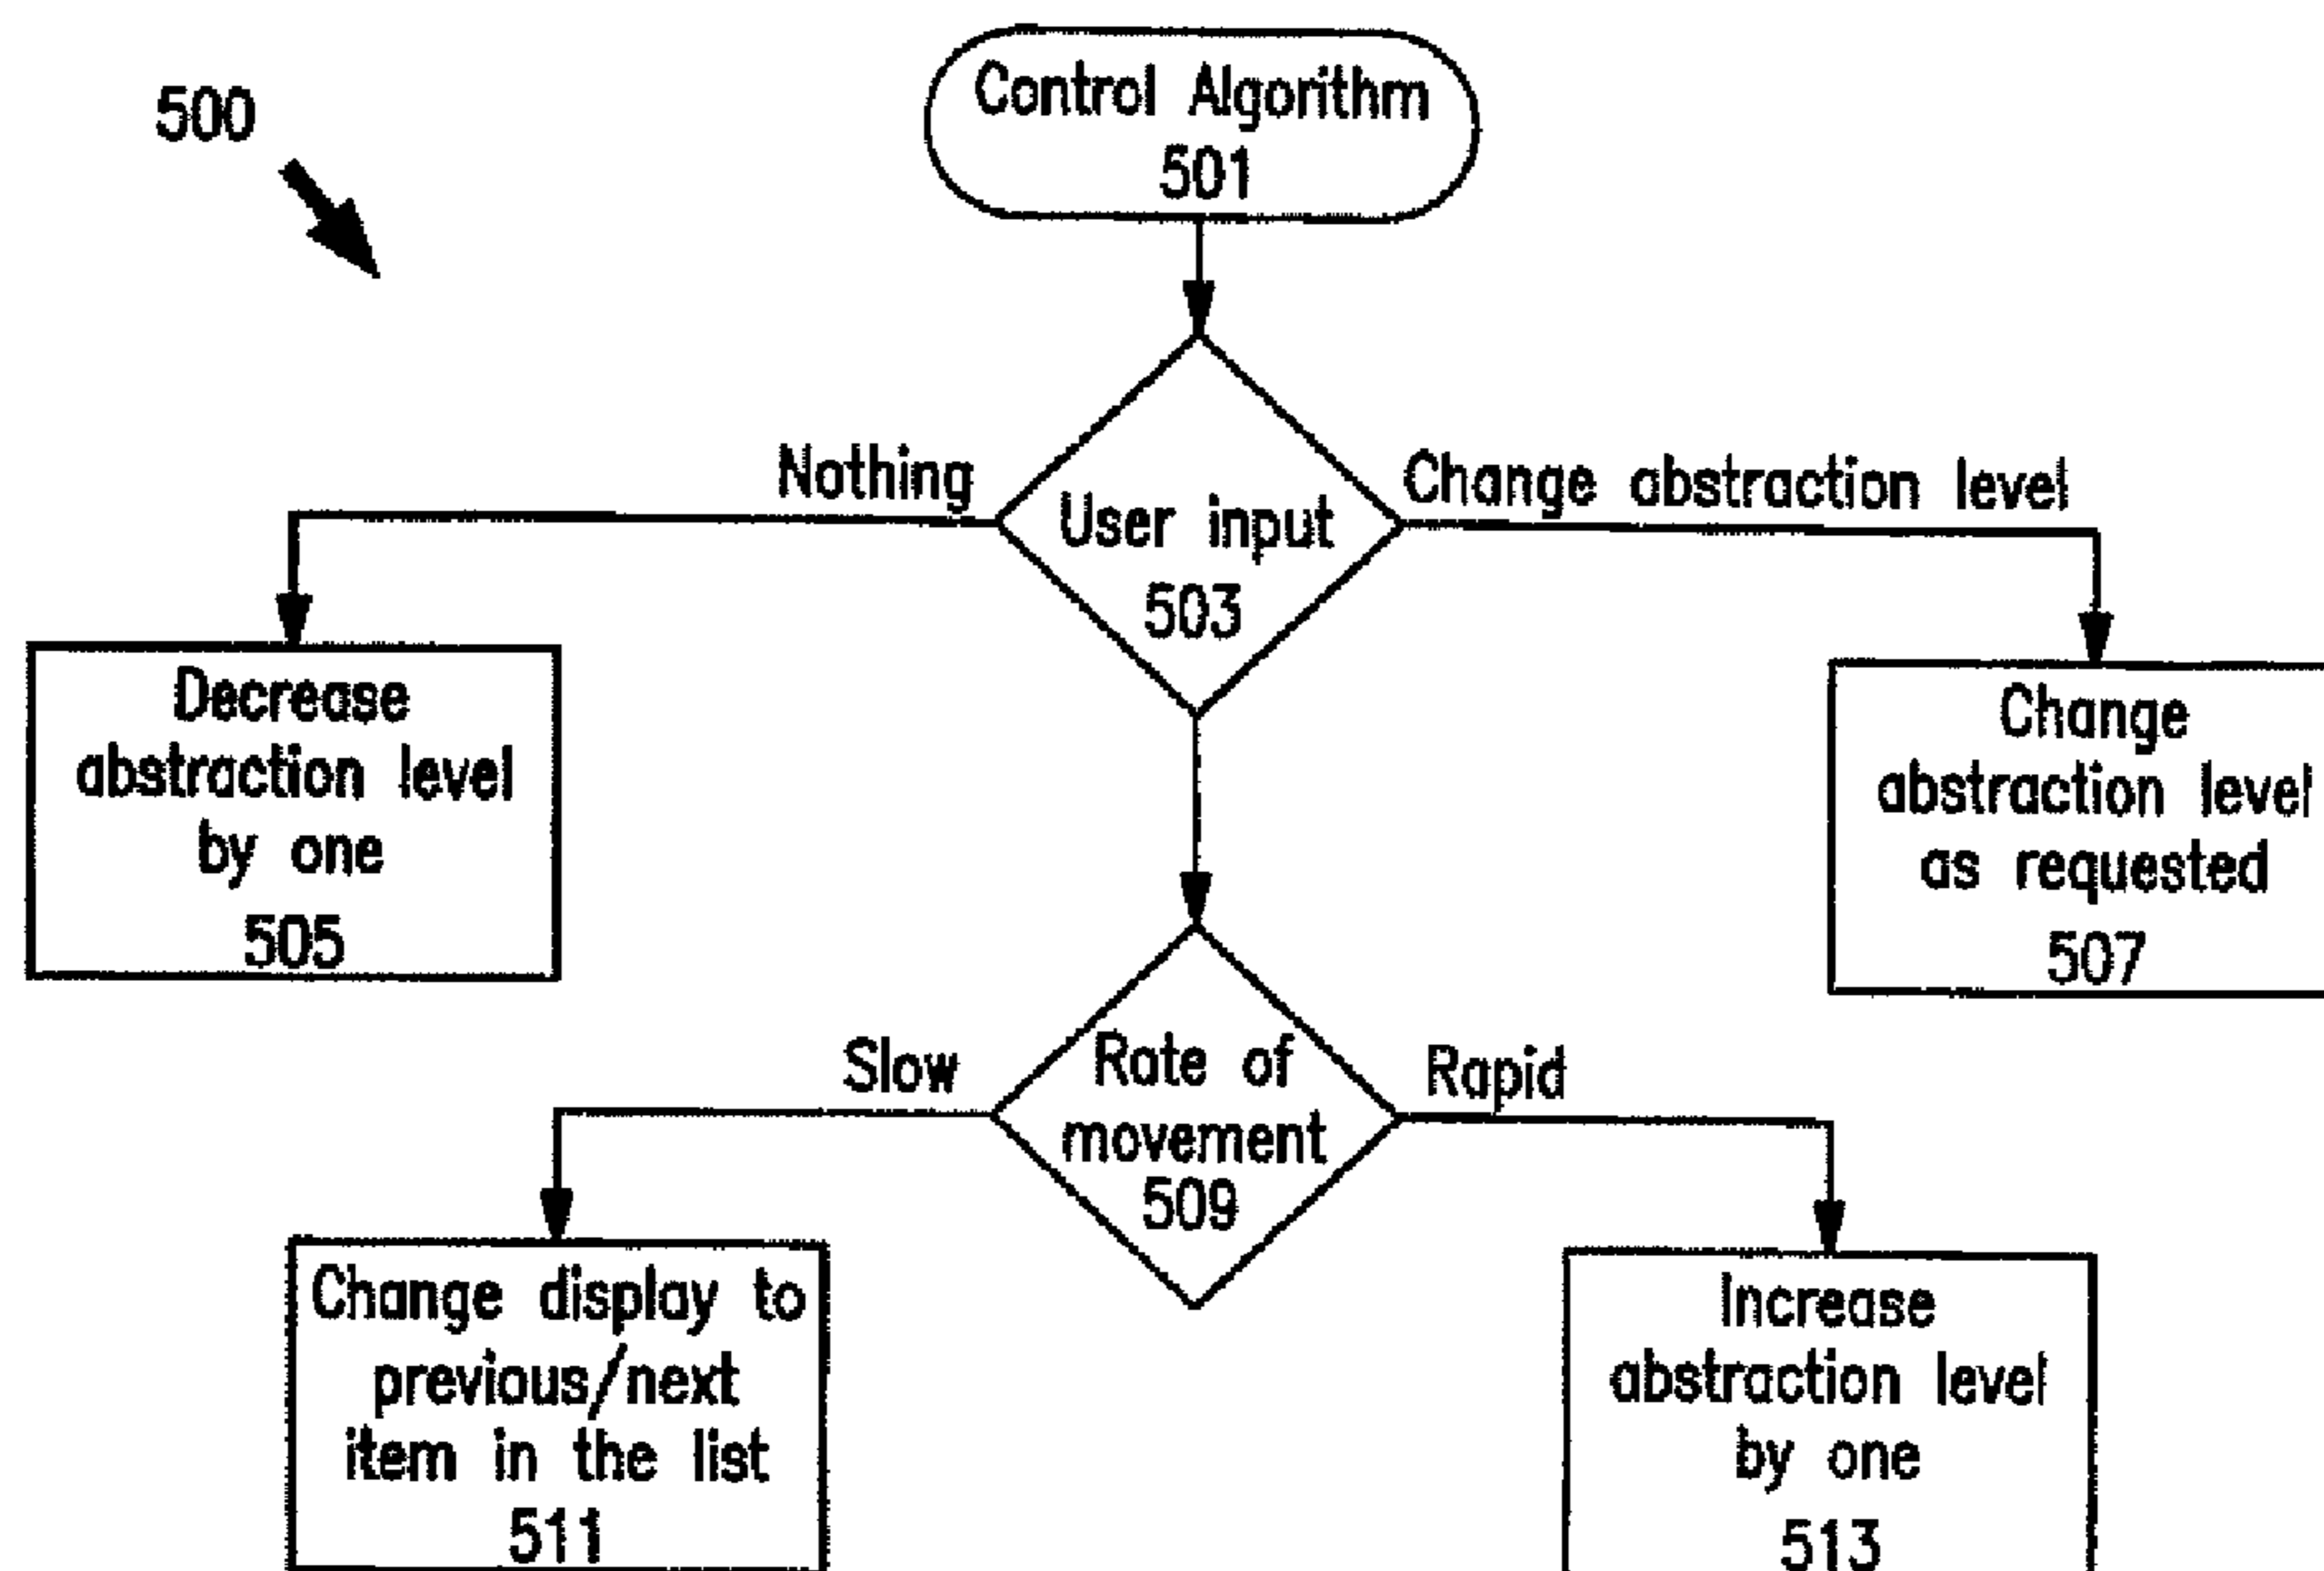 500
Control Algorithm
501
Nothing
User input
503
Change abstraction level
Decrease
abstraction level
by one
505
Change
abstraction level
as requested
507
Slow
Rate of
movement
509
Rapid
Change display to
previous/next
item in the list
511
Increase
abstraction level
by one
513